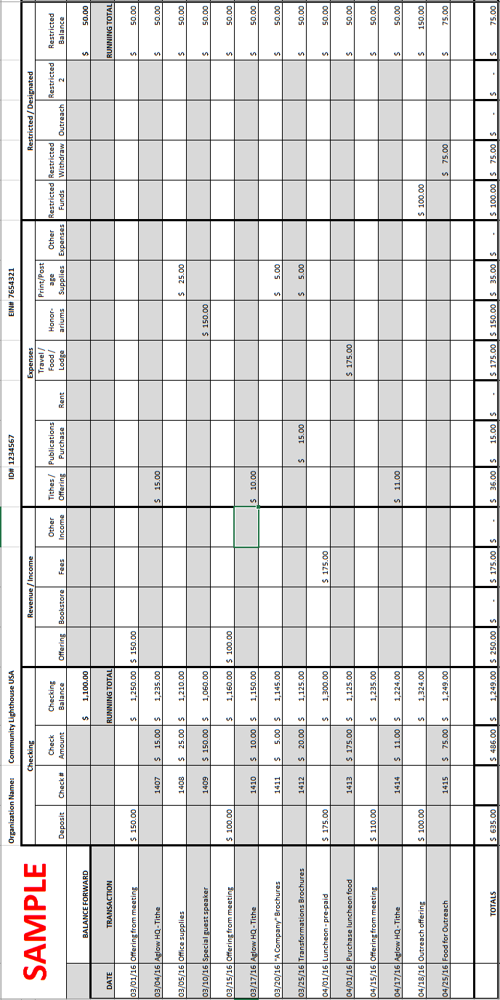 SAMPLE
Organization Name: Community Lighthouse USA ID# 1234567 EIN# 7654321
Checking Revenue / Income Expenses Restricted / Designated
Deposit Check # Check Amount Checking Balance Offering Bookstore Fees Other Income Tithes / Offering Publications Purchase Rent Travel / Food / Lodge Honor-ariums Print/Post age Supplies Other Expenses Restricted Funds Restricted Withdraw Outreach Restricted 2 Restricted Balance
BALANCE FORWARD $ 1,100.00 $ 50.00
DATE TRANSACTION RUNNING TOTAL RUNNING TOTAL
03/01/16 Offering from meeting $ 150.00 $ 1,250.00 $ 150.00 $ 50.00
03/04/16 Aglow HQ - Tithe 1407 $ 15.00 $ 1,235.00 $ 15.00 $ 50.00
03/05/16 Office supplies 1408 $ 25.00 $ 1,210.00 $ 25.00 $ 50.00
03/10/16 Special guest speaker 1409 $ 150.00 $ 1,060.00 $ 150.00 $ 50.00
03/15/16 Offering from meeting $ 100.00 $ 1,160.00 $ 100.00 $ 50.00
03/17/16 Aglow HQ - Tithe 1410 $ 10.00 $ 1,150.00 $ 10.00 $ 50.00
03/20/16 "A Company" Brochures 1411 $ 5.00 $ 1,145.00 $ 5.00 $ 50.00
03/25/16 Transformations Brochures 1412 $ 20.00 $ 1,125.00 $ 15.00 $ 5.00 $ 50.00
04/01/16 Luncheon - pre-paid $ 175.00 $ 1,300.00 $ 175.00 $ 50.00
04/01/16 Purchase luncheon food 1413 $ 175.00 $ 1,125.00 $ 175.00 $ 50.00
04/15/16 Offering from meeting $ 110.00 $ 1,235.00 $ 50.00
04/17/16 Aglow HQ - Tithe 1414 $ 11.00 $ 1,224.00 $ 11.00 $ 50.00
04/18/16 Outreach offering $ 100.00 $ 1,324.00 $ 100.00 $ 150.00
04/25/16 Food for Outreach 1415 $ 75.00 $ 1,249.00 $ 75.00 $ 75.00
TOTALS $ 635.00 $ 486.00 $ 1,249.00 $ 250.00 $ - $ 175.00 $ - $ 36.00 $ 15.00 $ - $ 175.00 $ 150.00 $ 35.00 $ - $ 100.00 $ 75.00 $ - $ - $ 75.00